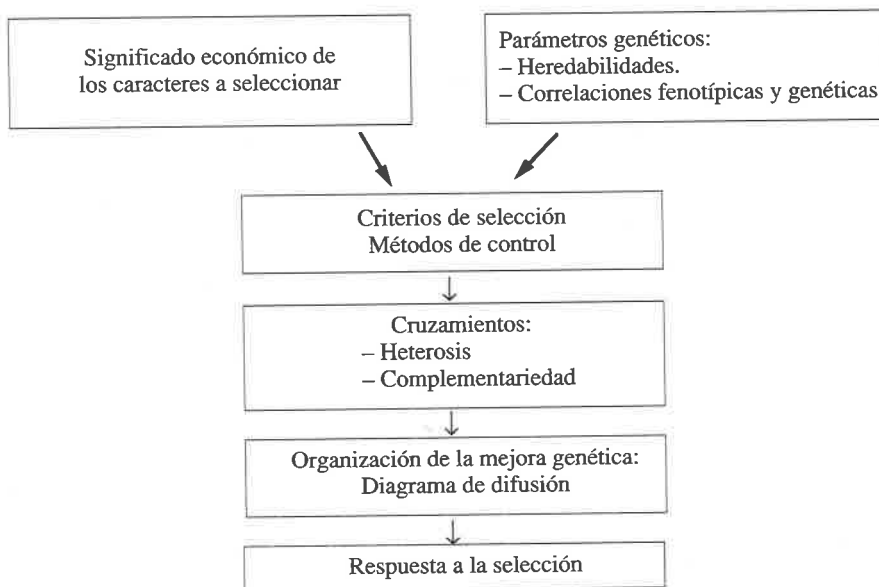 Significado económico de
los caracteres a seleccionar
Parámetros genéticos:
– Heredabilidades.
– Correlaciones fenotípicas y genéticas
Criterios de selección
Métodos de control
Cruzamientos:
– Heterosis
– Complementariedad
Organización de la mejora genética:
Diagrama de difusión
Respuesta a la selección